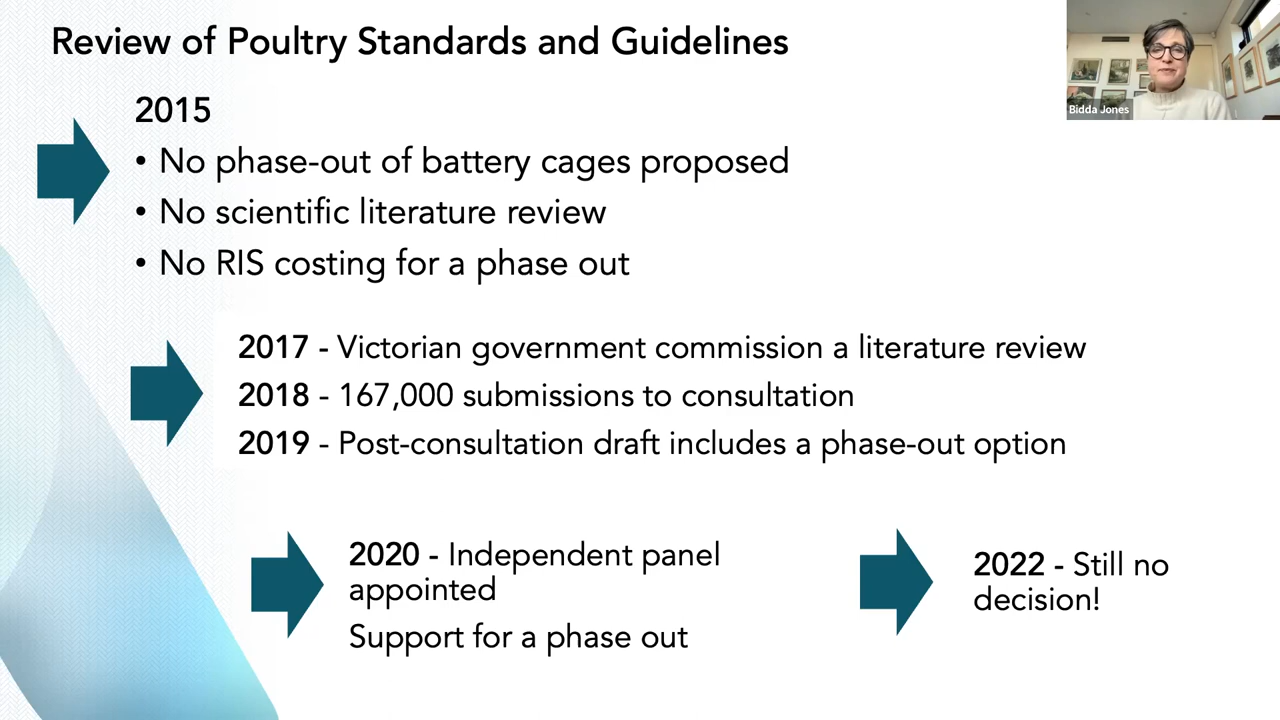 Review of Poultry Standards and Guidelines
Bidda Jones
2015
• No phase-out of battery cages proposed
• No scientific literature review
• No RIS costing for a phase out
2017 - Victorian government commission a literature review
2018 - 167,000 submissions to consultation
2019 - Post-consultation draft includes a phase-out option
2020 - Independent panel
appointed
Support for a phase out
2022 - Still no
decision!